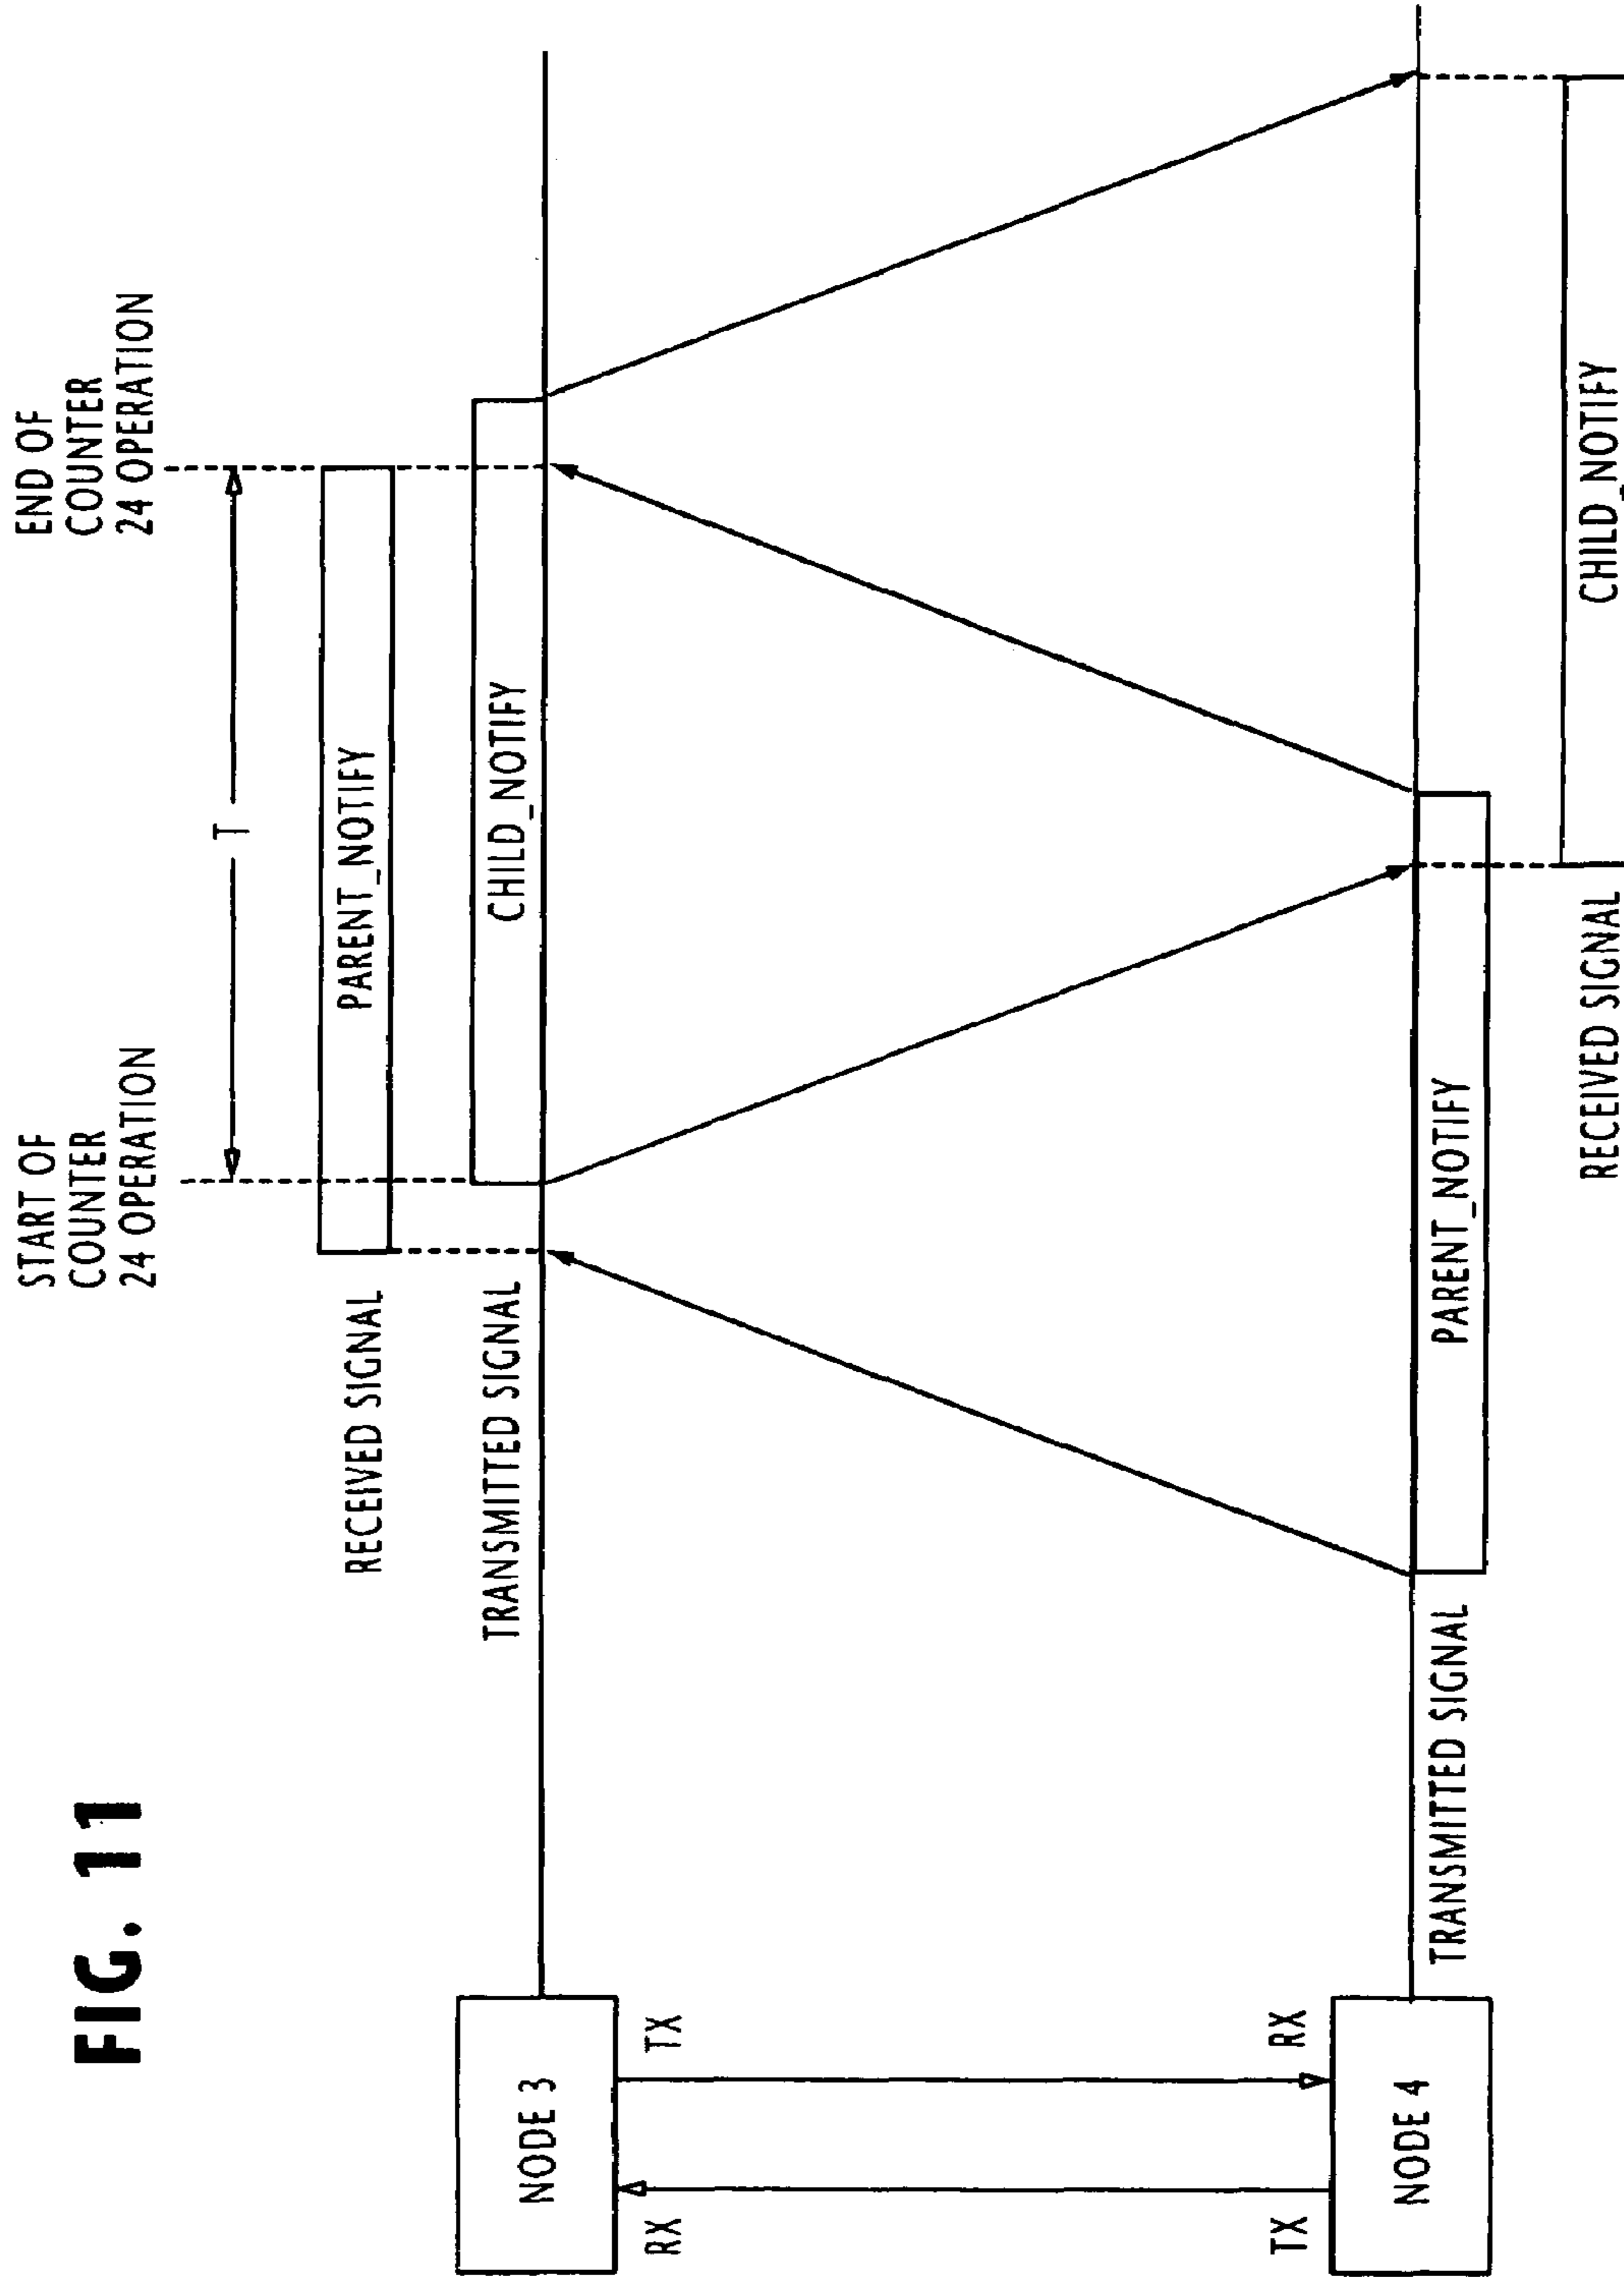 FIG. 11
START OF
COUNTER
24 OPERATION
END OF
COUNTER
24 OPERATION
T
RECEIVED SIGNAL
PARENT_NOTIFY
TRANSMITTED SIGNAL
CHILD_NOTIFY
NODE 3
RX
TX
TX
RX
NODE 4
TRANSMITTED SIGNAL
PARENT_NOTIFY
RECEIVED SIGNAL
CHILD_NOTIFY